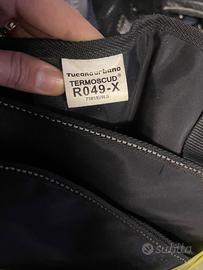 Tucano urbano
TERMOSCUD®
R049-X
subito